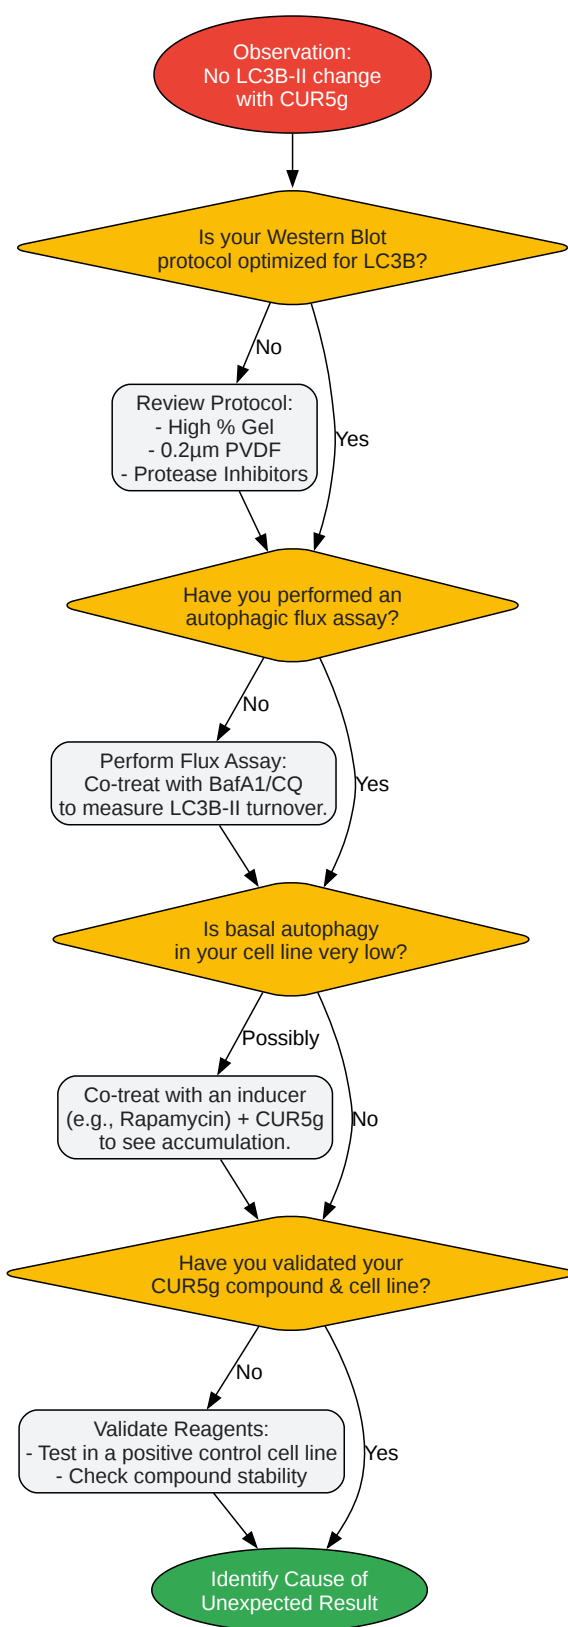 Observation:
No LC3B-II change
with CUR5g
Is your Western Blot
protocol optimized for LC3B?
No
Yes
Review Protocol:
- High % Gel
- 0.2µm PVDF
- Protease Inhibitors
Have you performed an
autophagic flux assay?
No
Yes
Perform Flux Assay:
Co-treat with BafA1/CQ
to measure LC3B-II turnover.
Is basal autophagy
in your cell line very low?
Possibly
No
Co-treat with an inducer
(e.g., Rapamycin) + CUR5g
to see accumulation.
Have you validated your
CUR5g compound & cell line?
No
Yes
Validate Reagents:
- Test in a positive control cell line
- Check compound stability
Identify Cause of
Unexpected Result